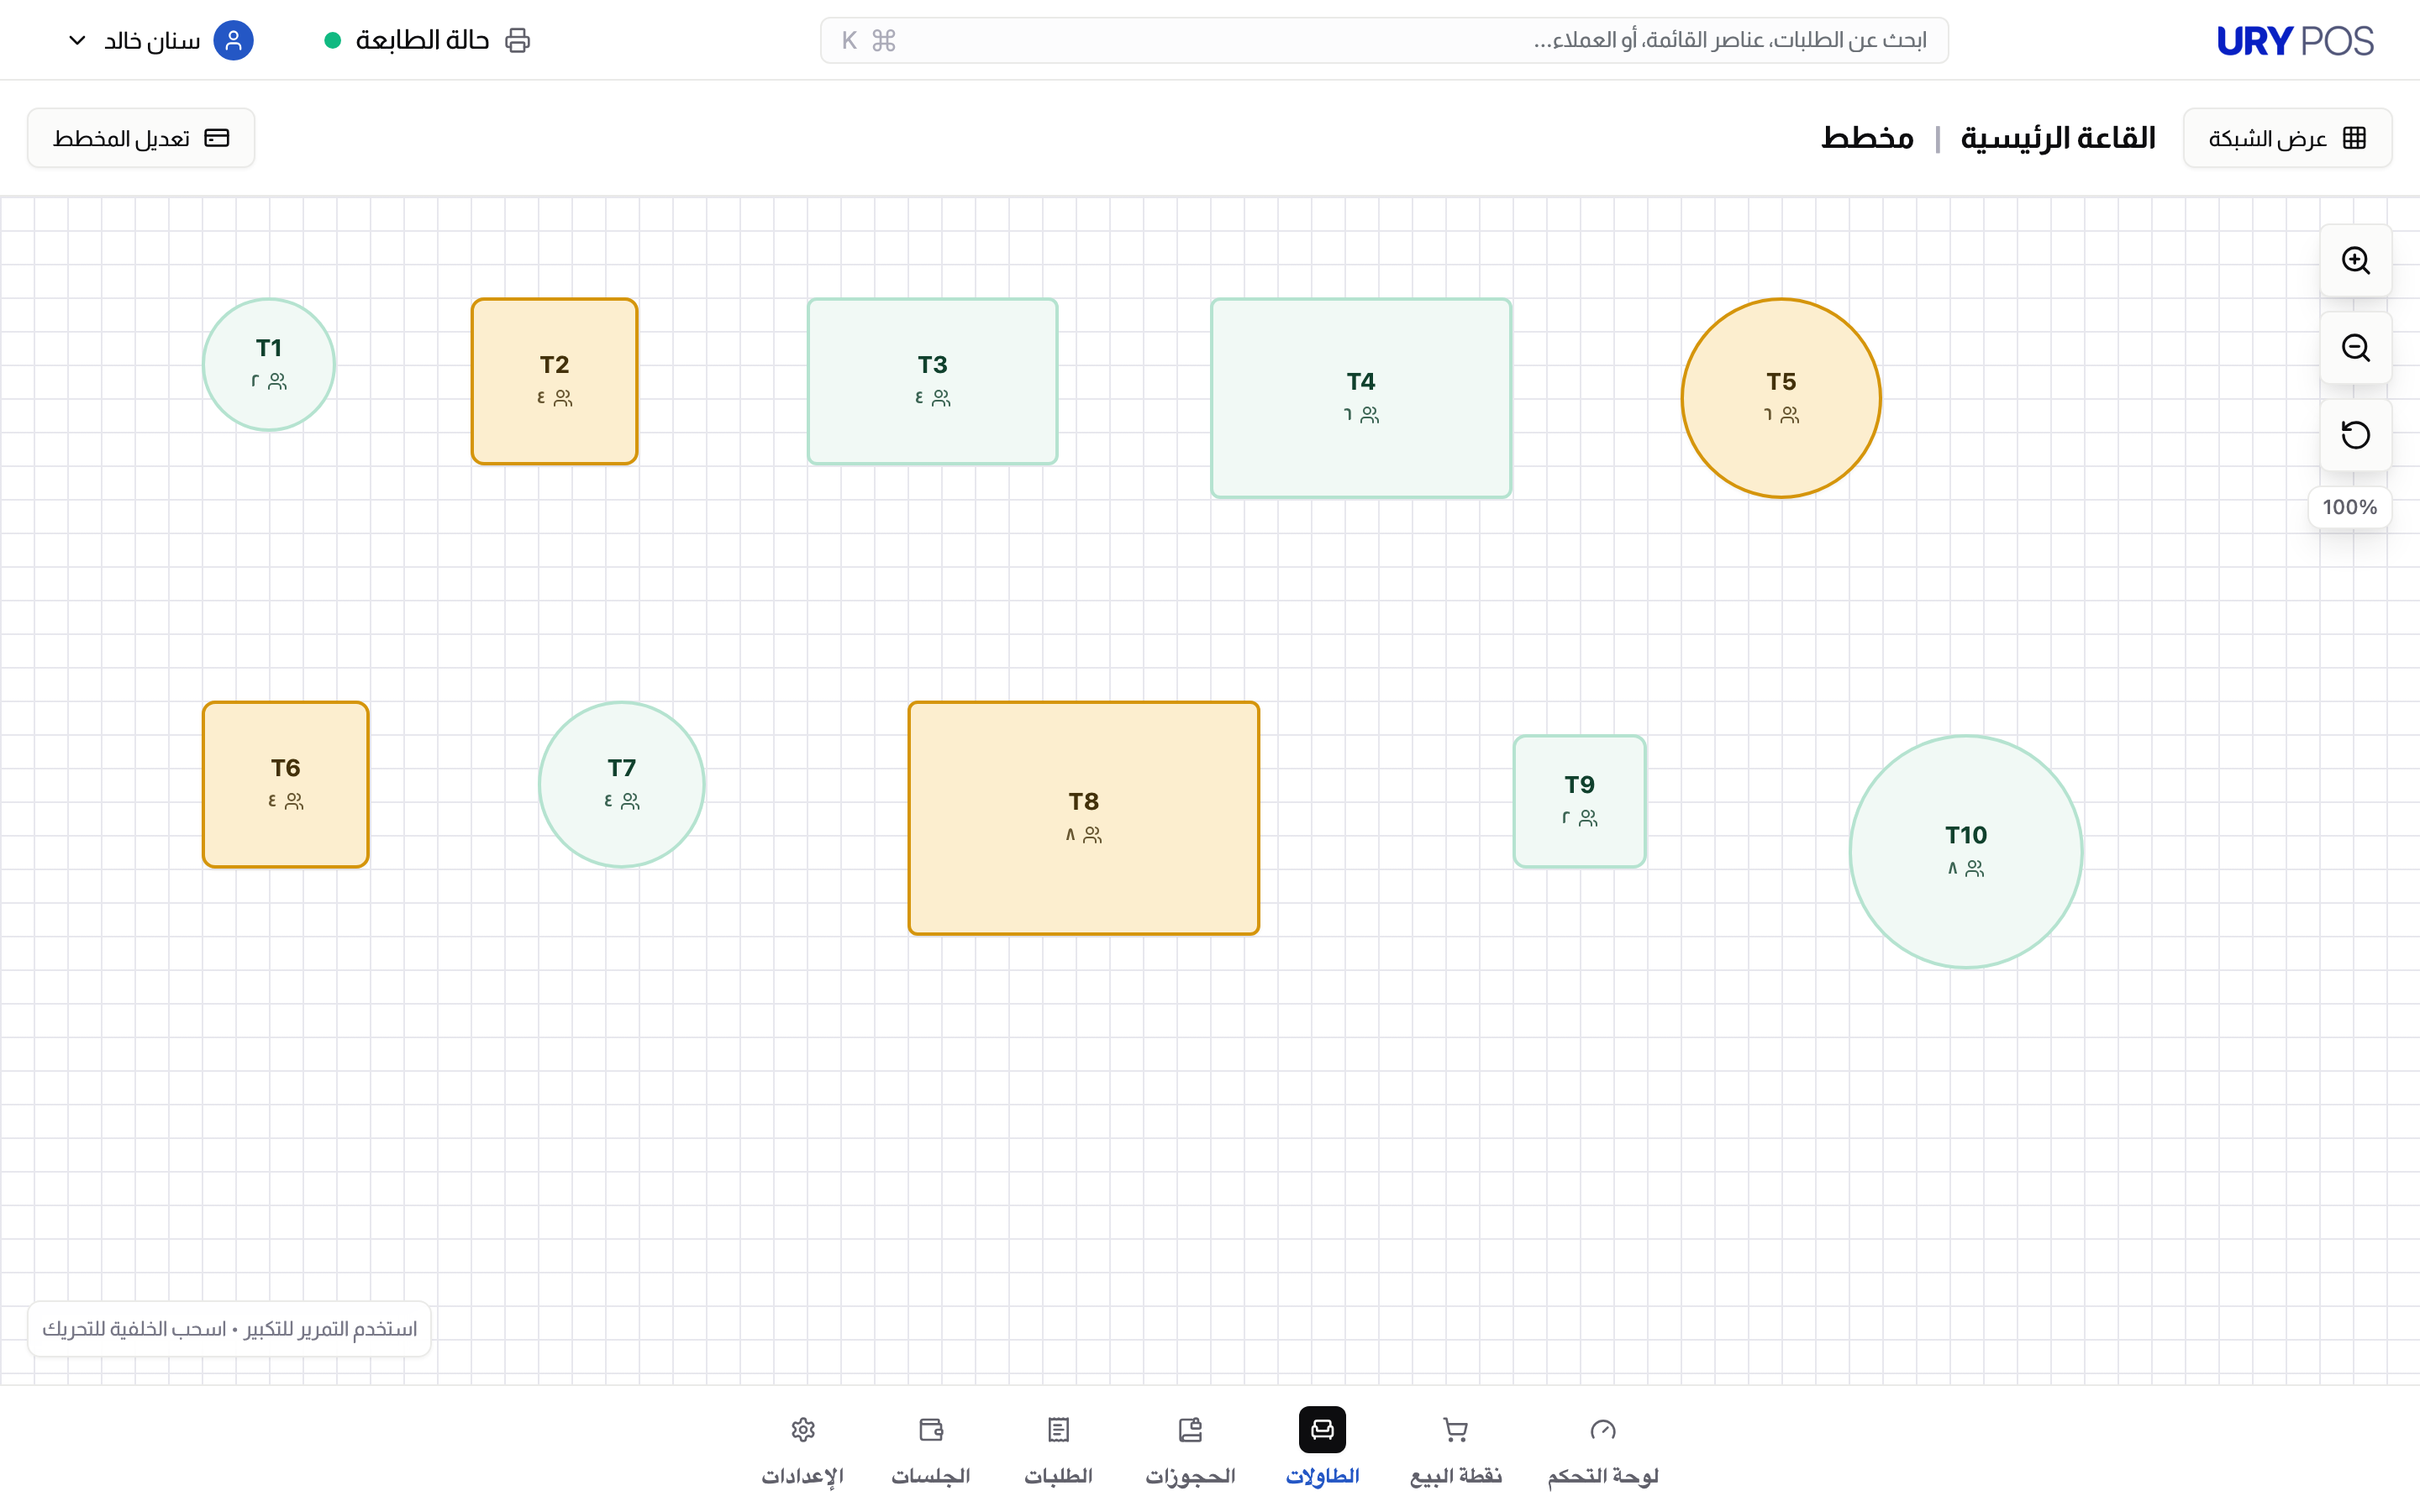 URY POS
ابحث عن الطلبات، عناصر القائمة، أو العملاء...
⌘ K
حالة الطابعة
سنان خالد
عرض الشبكة
القاعة الرئيسية | مخطط
تعديل المخطط
100%
T1
٢
T2
٤
T3
٤
T4
٦
T5
٦
T6
٤
T7
٤
T8
٨
T9
٢
T10
٨
استخدم التمرير للتكبير • اسحب الخلفية للتحريك
لوحة التحكم
نقطة البيع
الطاولات
الحجوزات
الطلبات
الجلسات
الإعدادات